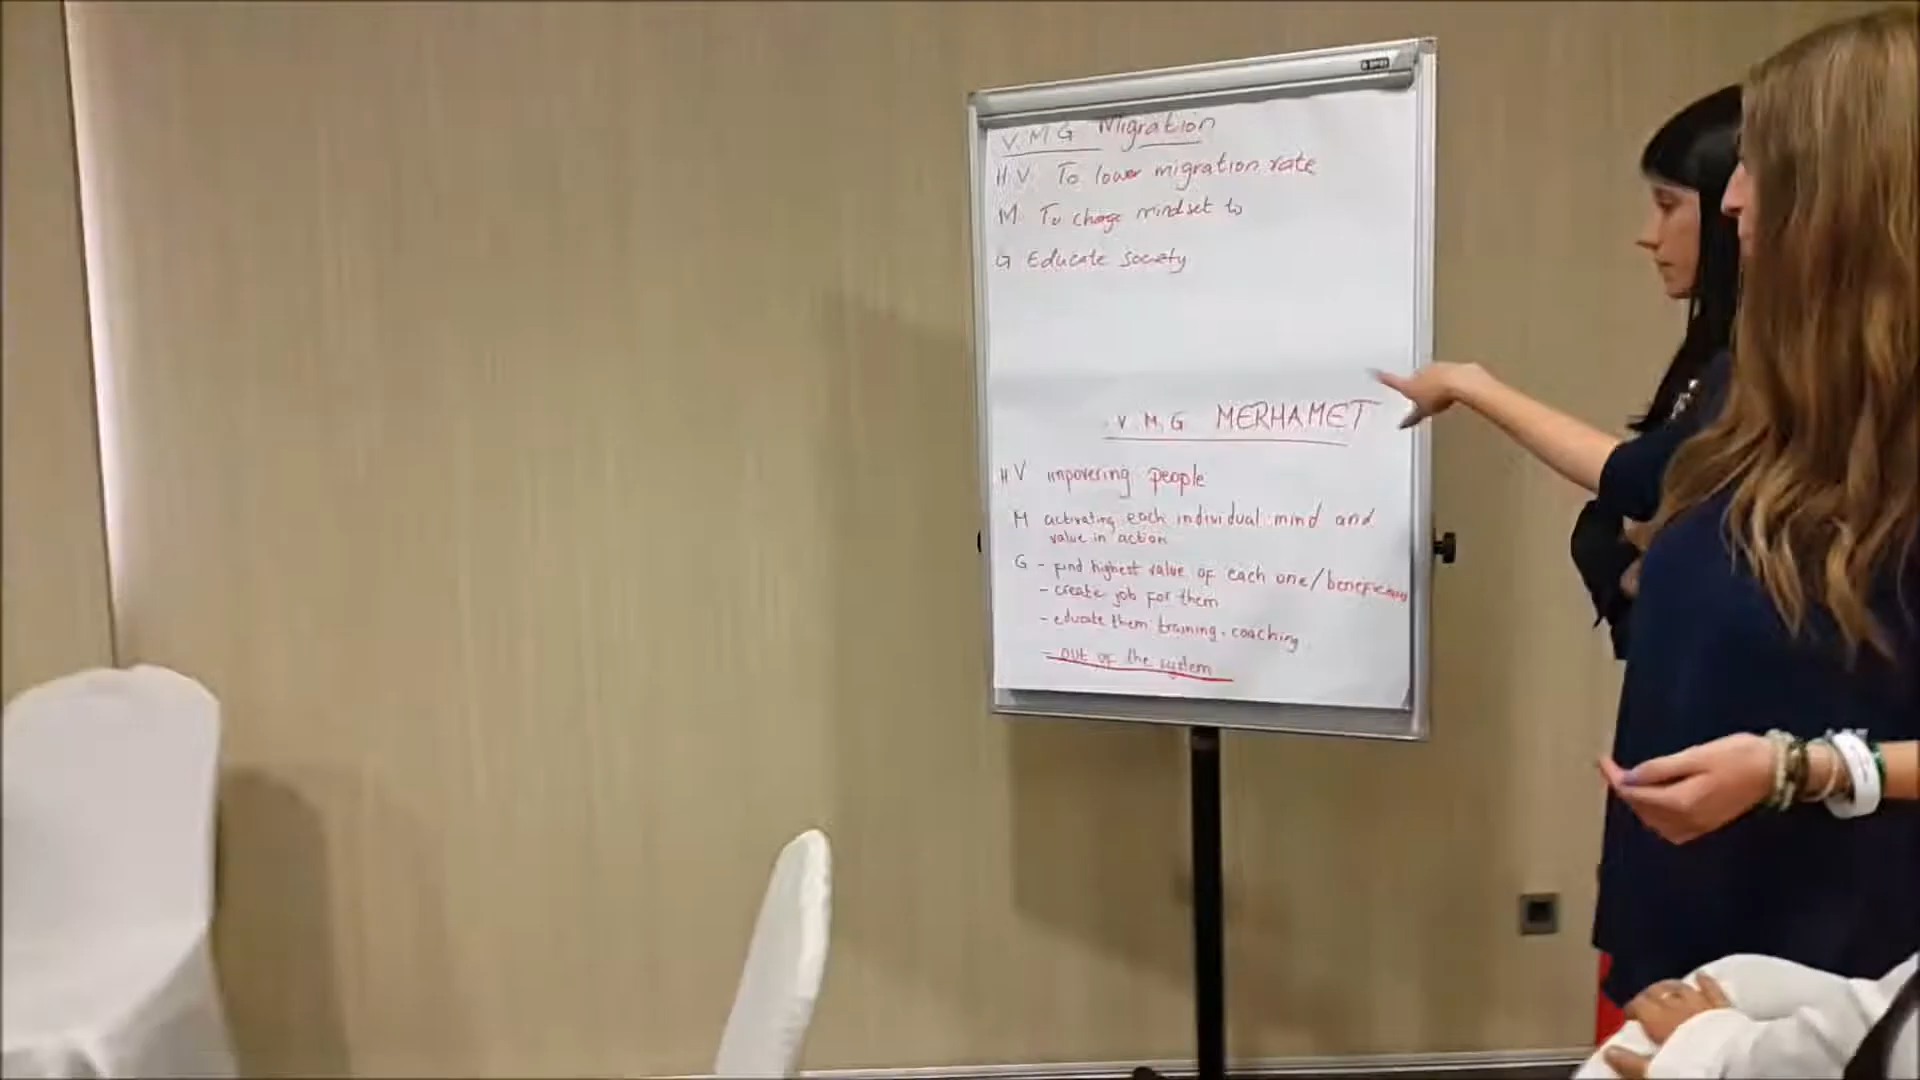 V. M G Migration
H V. To lower migration rate
M. To change mindset to
G Educate society
V. M, G MERHAMET
H V impovering people
M activating each individual mind and
value in action
G - find highest value of each one/
- create job for them
- educate them training, coaching
- out of the system